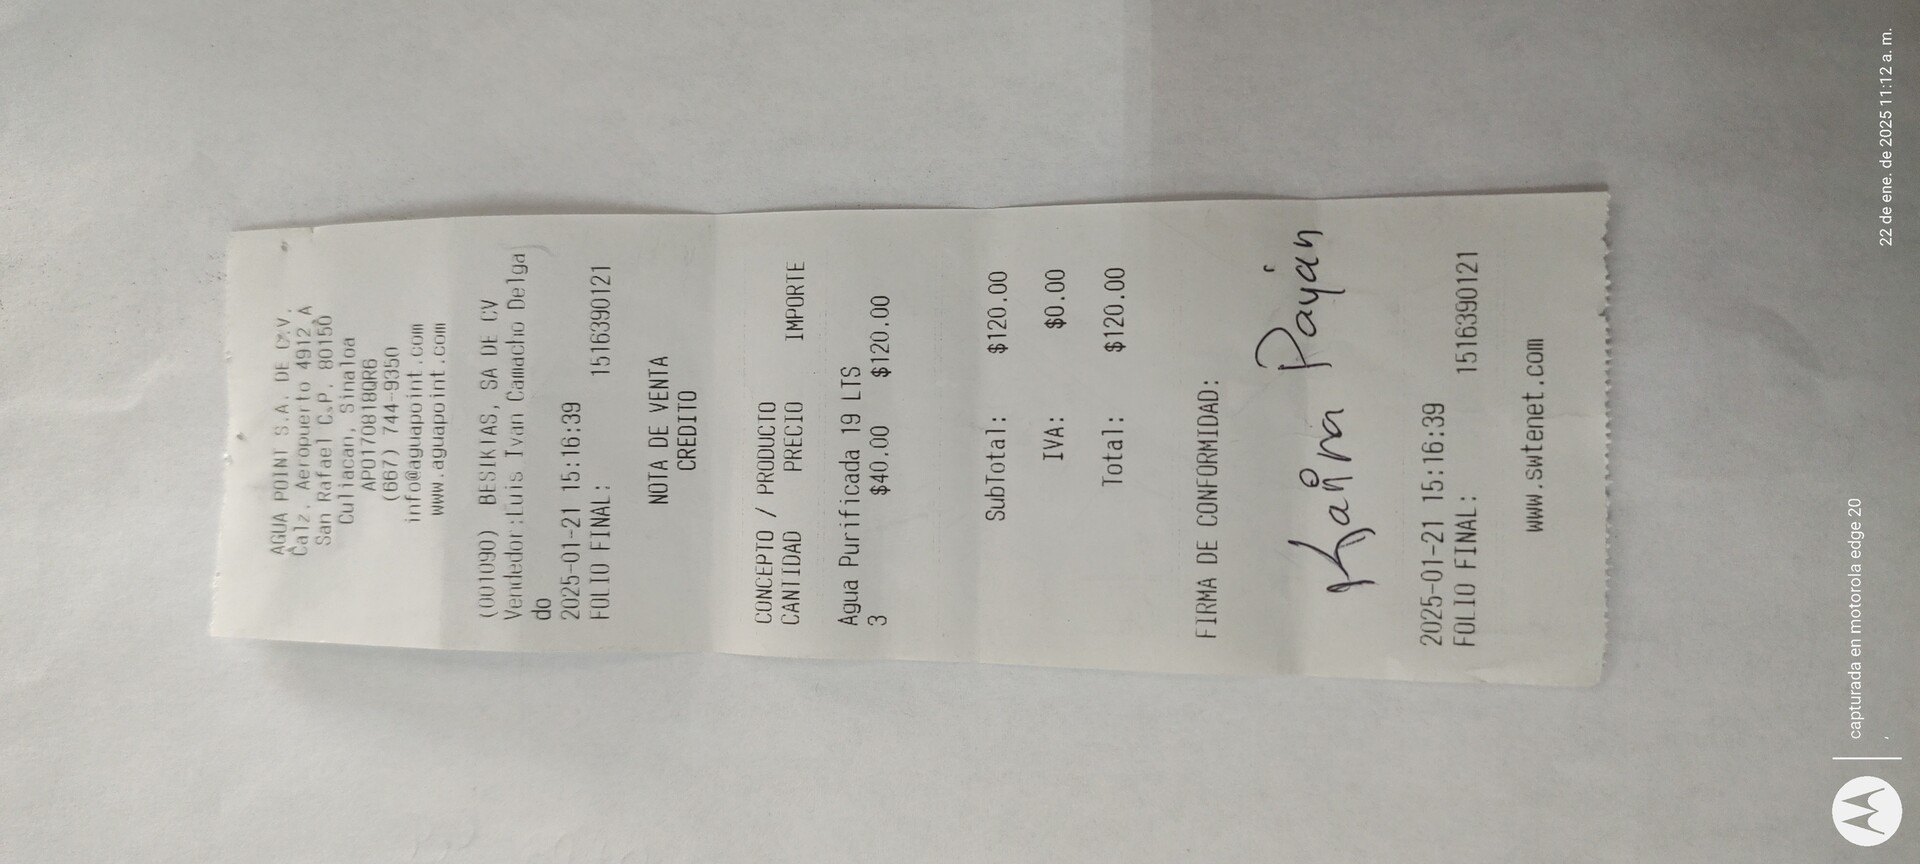 AGUA POINT S.A. DE C.V.
Calz. Aeropuerto 4912 A
San Rafael C.P. 80150
Culiacan, Sinaloa
APO170818QR6
(667) 744-9350
info@aguapoint.com
www.aguapoint.com
(001090) BESIKIAS, SA DE CV
Vendedor:Luis Ivan Camacho Delga
do
2025-01-21 15:16:39
FOLIO FINAL: 1516390121
NOTA DE VENTA
CREDITO
CONCEPTO / PRODUCTO
CANTIDAD PRECIO IMPORTE
Agua Purificada 19 LTS
3 $40.00 $120.00
SubTotal: $120.00
IVA: $0.00
Total: $120.00
FIRMA DE CONFORMIDAD:
Payán
2025-01-21 15:16:39
FOLIO FINAL: 1516390121
www.swtenet.com
capturada en motorola edge 20
22 de ene. de 2025 11:12 a. m.